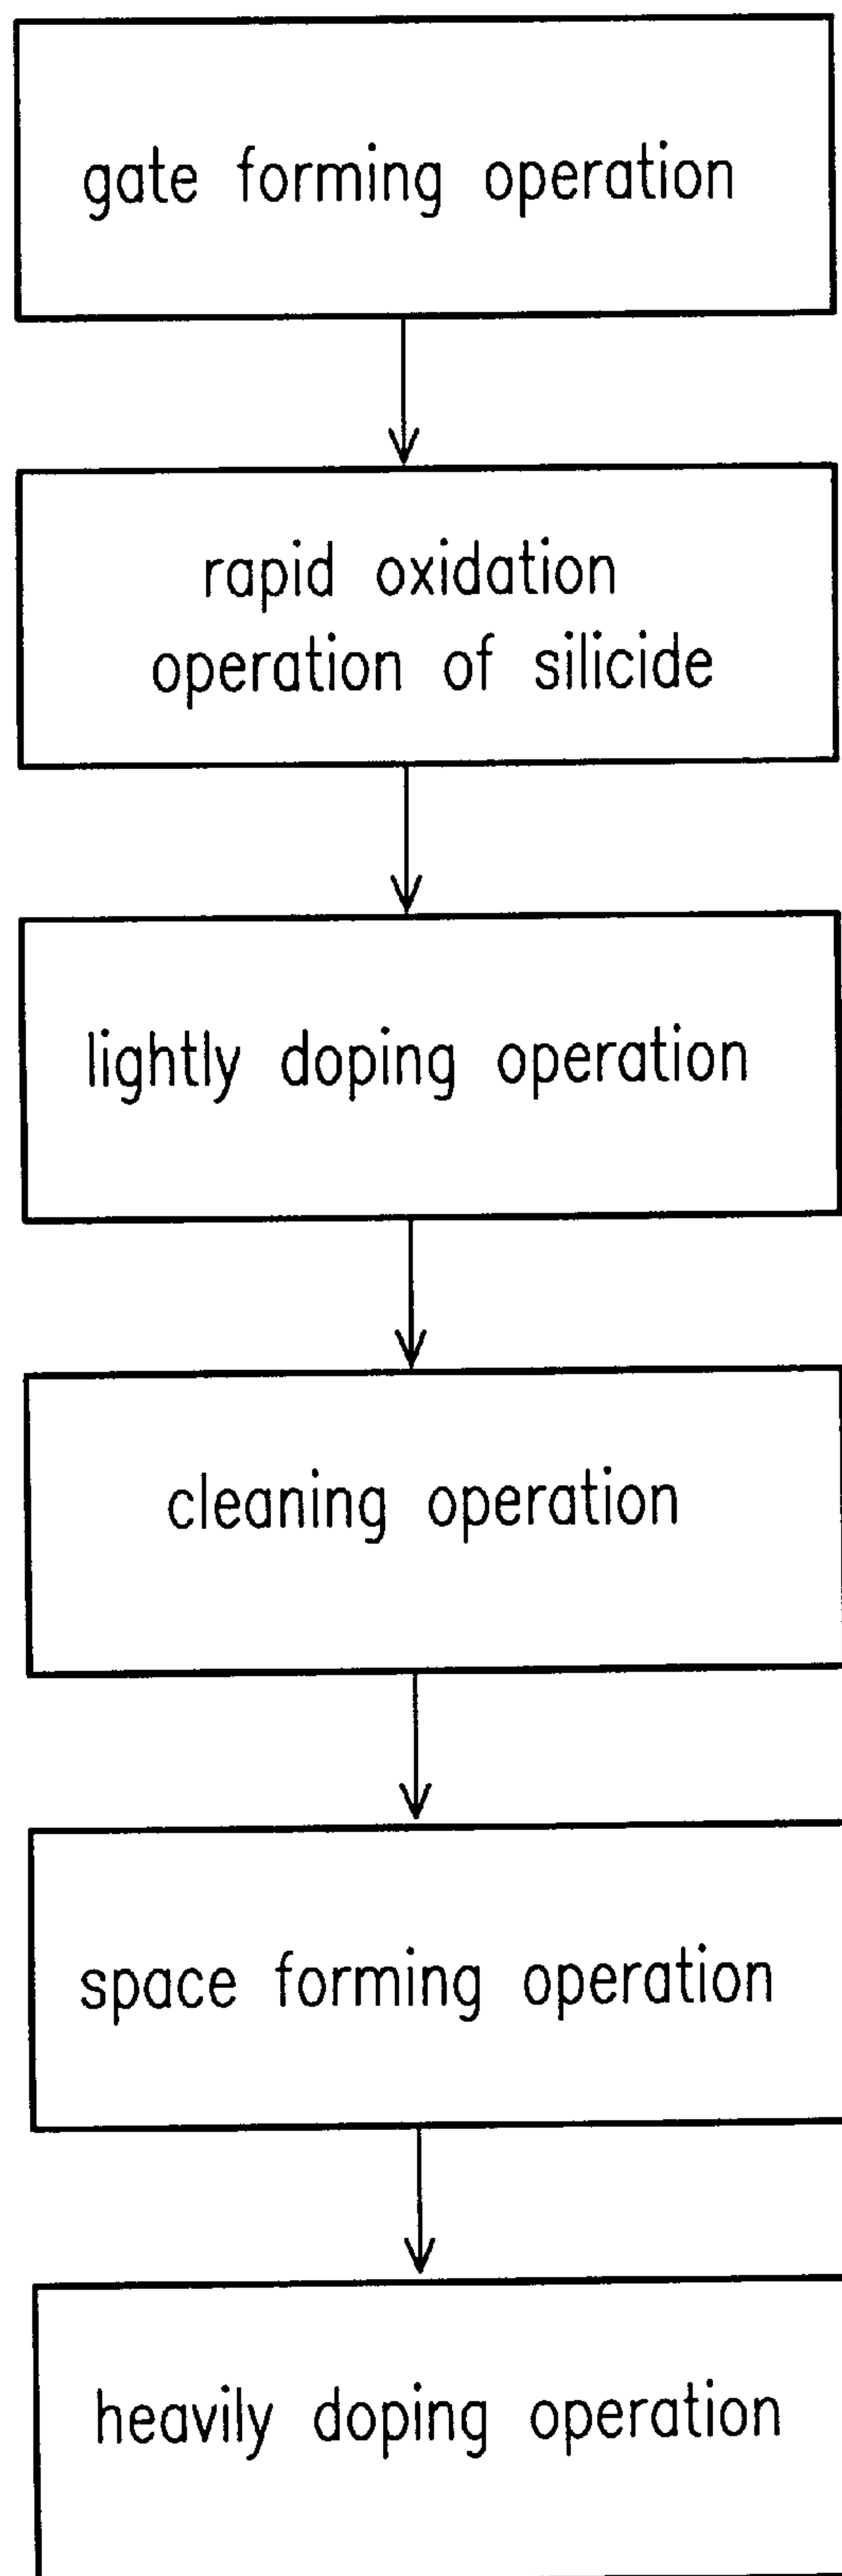 gate forming operation
rapid oxidation
operation of silicide
lightly doping operation
cleaning operation
space forming operation
heavily doping operation